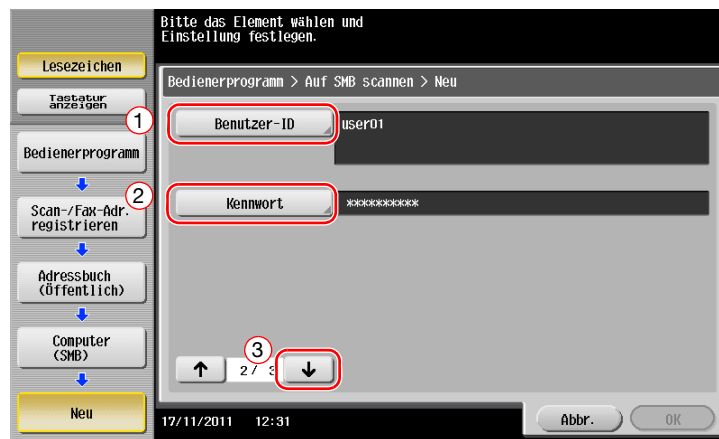 Bitte das Element wählen und
Einstellung festlegen.
Lesezeichen
Tastatur
anzeigen
Bedienerprogramm > Auf SMB scannen > Neu
1
Benutzer-ID
user01
Bedienerprogramm
2
Kennwort
**********
Scan-/Fax-Adr.
registrieren
Adressbuch
(Öffentlich)
Computer
(SMB)
3
↑ 2/ 3 ↓
Neu
17/11/2011 12:31
Abbr.
OK